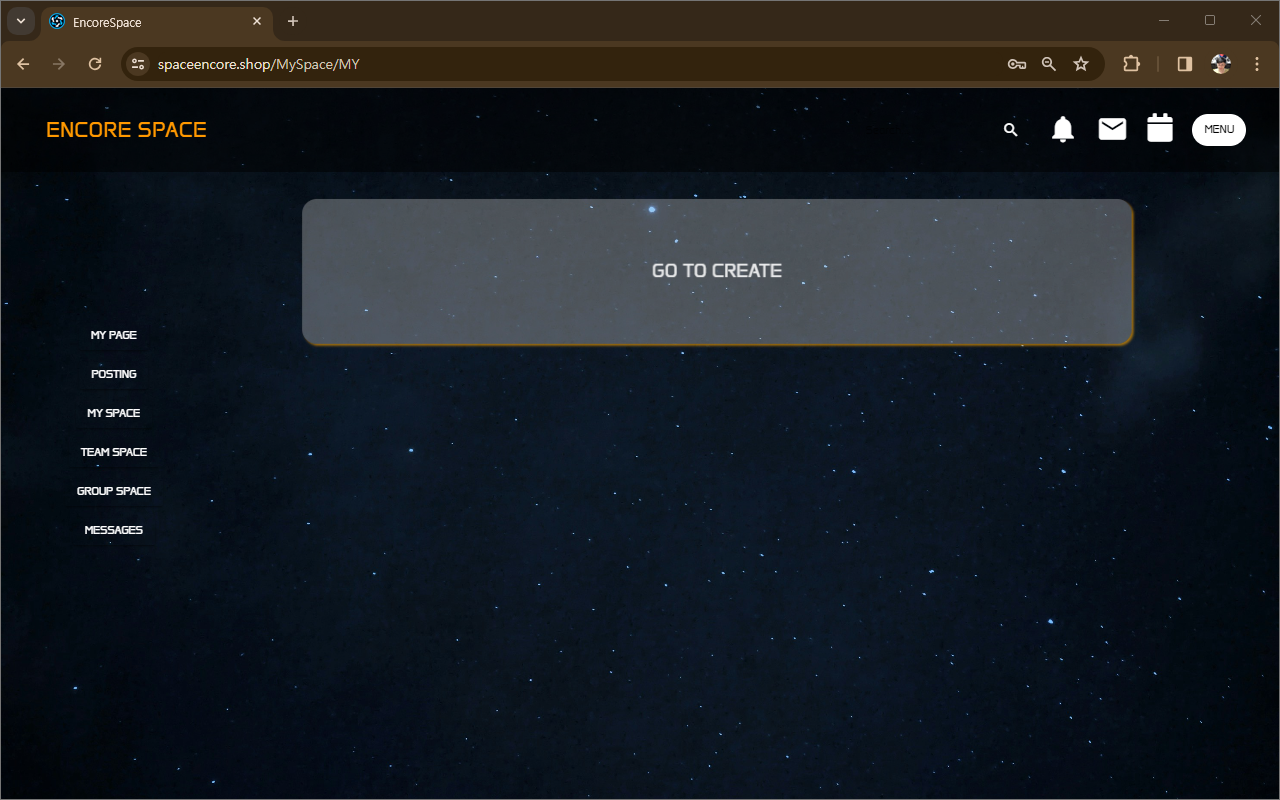 EncoreSpace
spaceencore.shop/MySpace/MY
ENCORE SPACE
MENU
GO TO CREATE
MY PAGE
POSTING
MY SPACE
TEAM SPACE
GROUP SPACE
MESSAGES